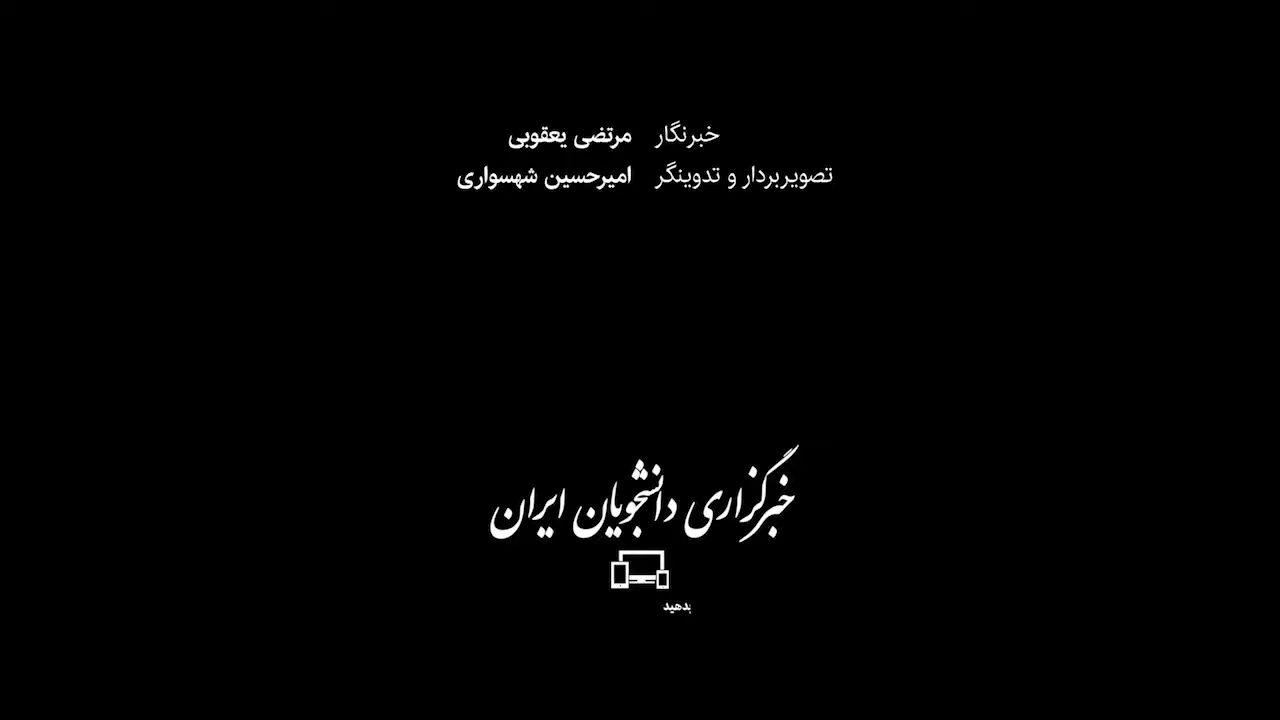 خبرنگار مرتضی یعقوبی
تصویربردار و تدوینگر امیرحسین شهسواری
خبرگزاری دانشجویان ایران
بدهید